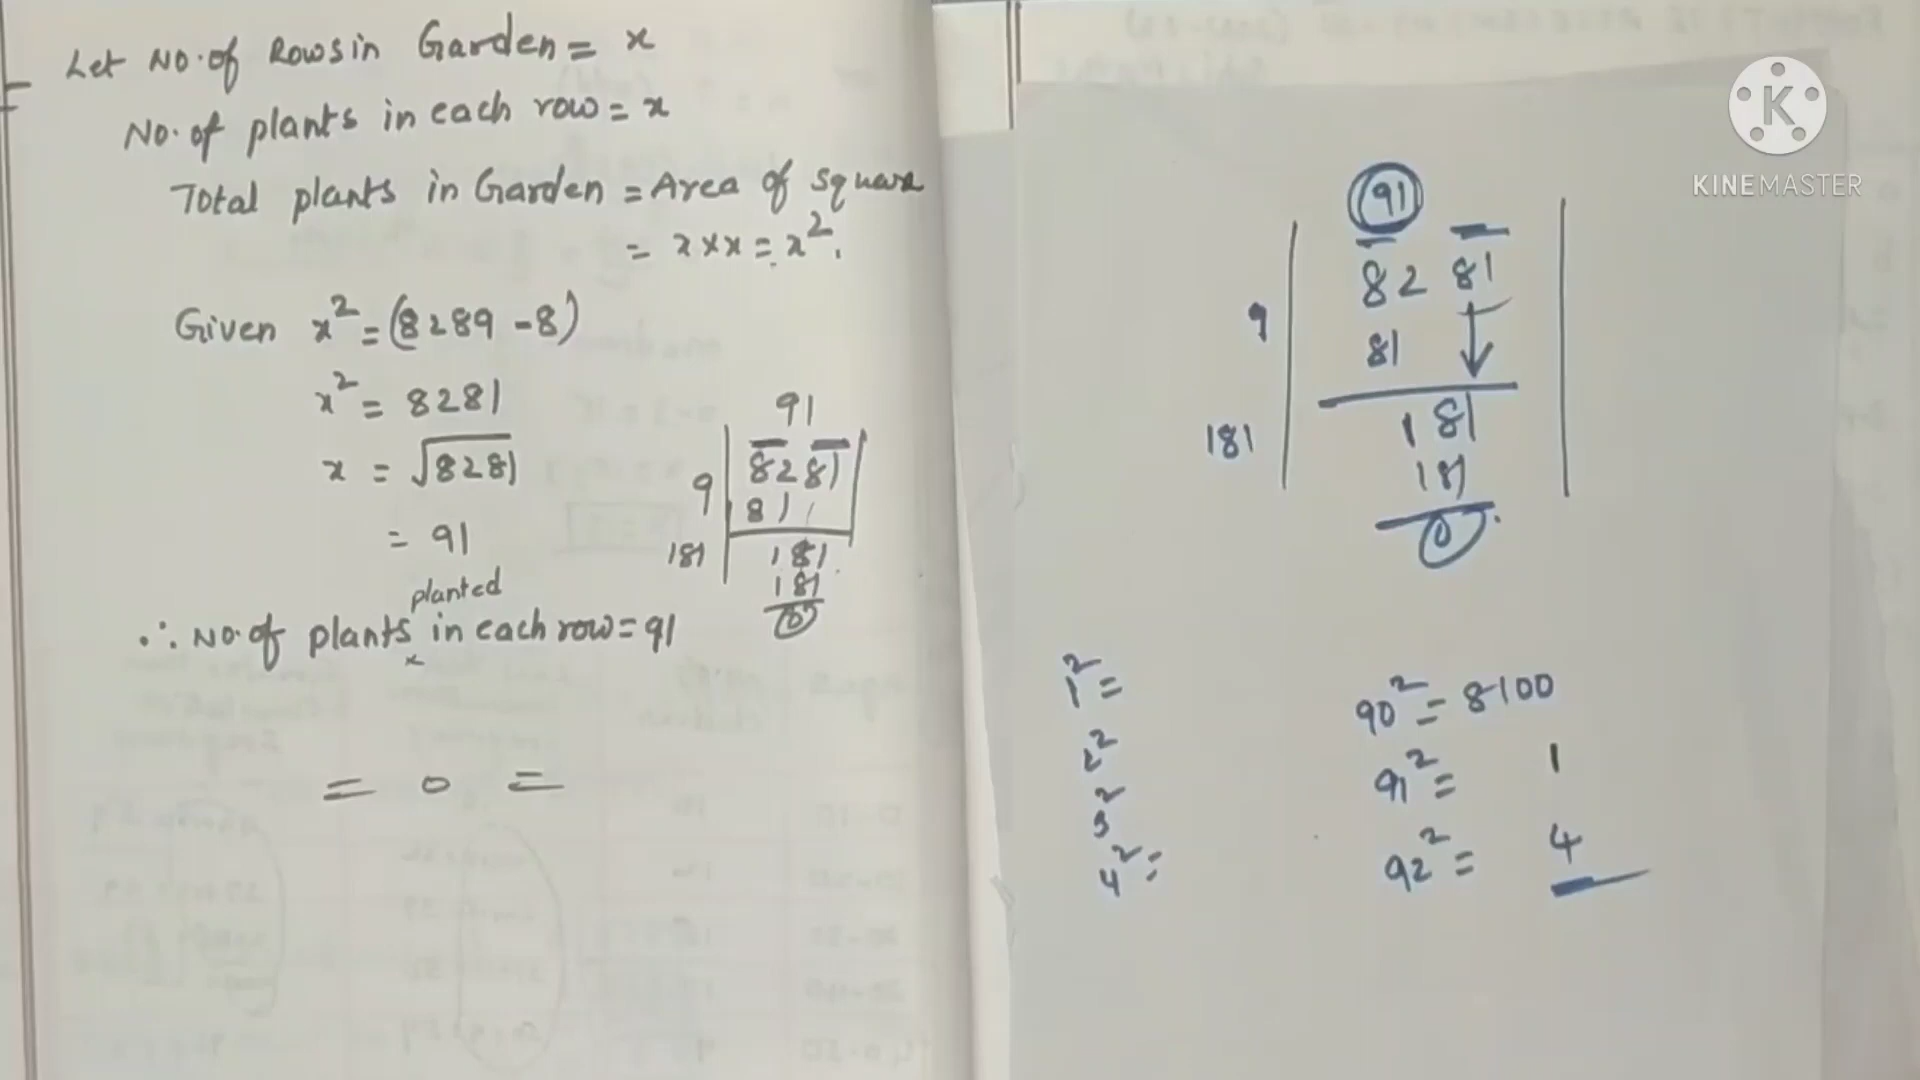 Let No. of Rows in Garden = x
No. of plants in each row = x
Total plants in Garden = Area of square
= x×x = x².
Given x² = (8289 - 8)
x² = 8281
x = √8281
= 91
planted
∴ No. of plants in each row = 91
x
= 0 =
91
9 8281
81
181 181
181
0
K
KINEMASTER
91
82 81
9 81
181 181
181
0
1² =
2²
3²
4² =
90² = 8100
91² = 1
92² = 4